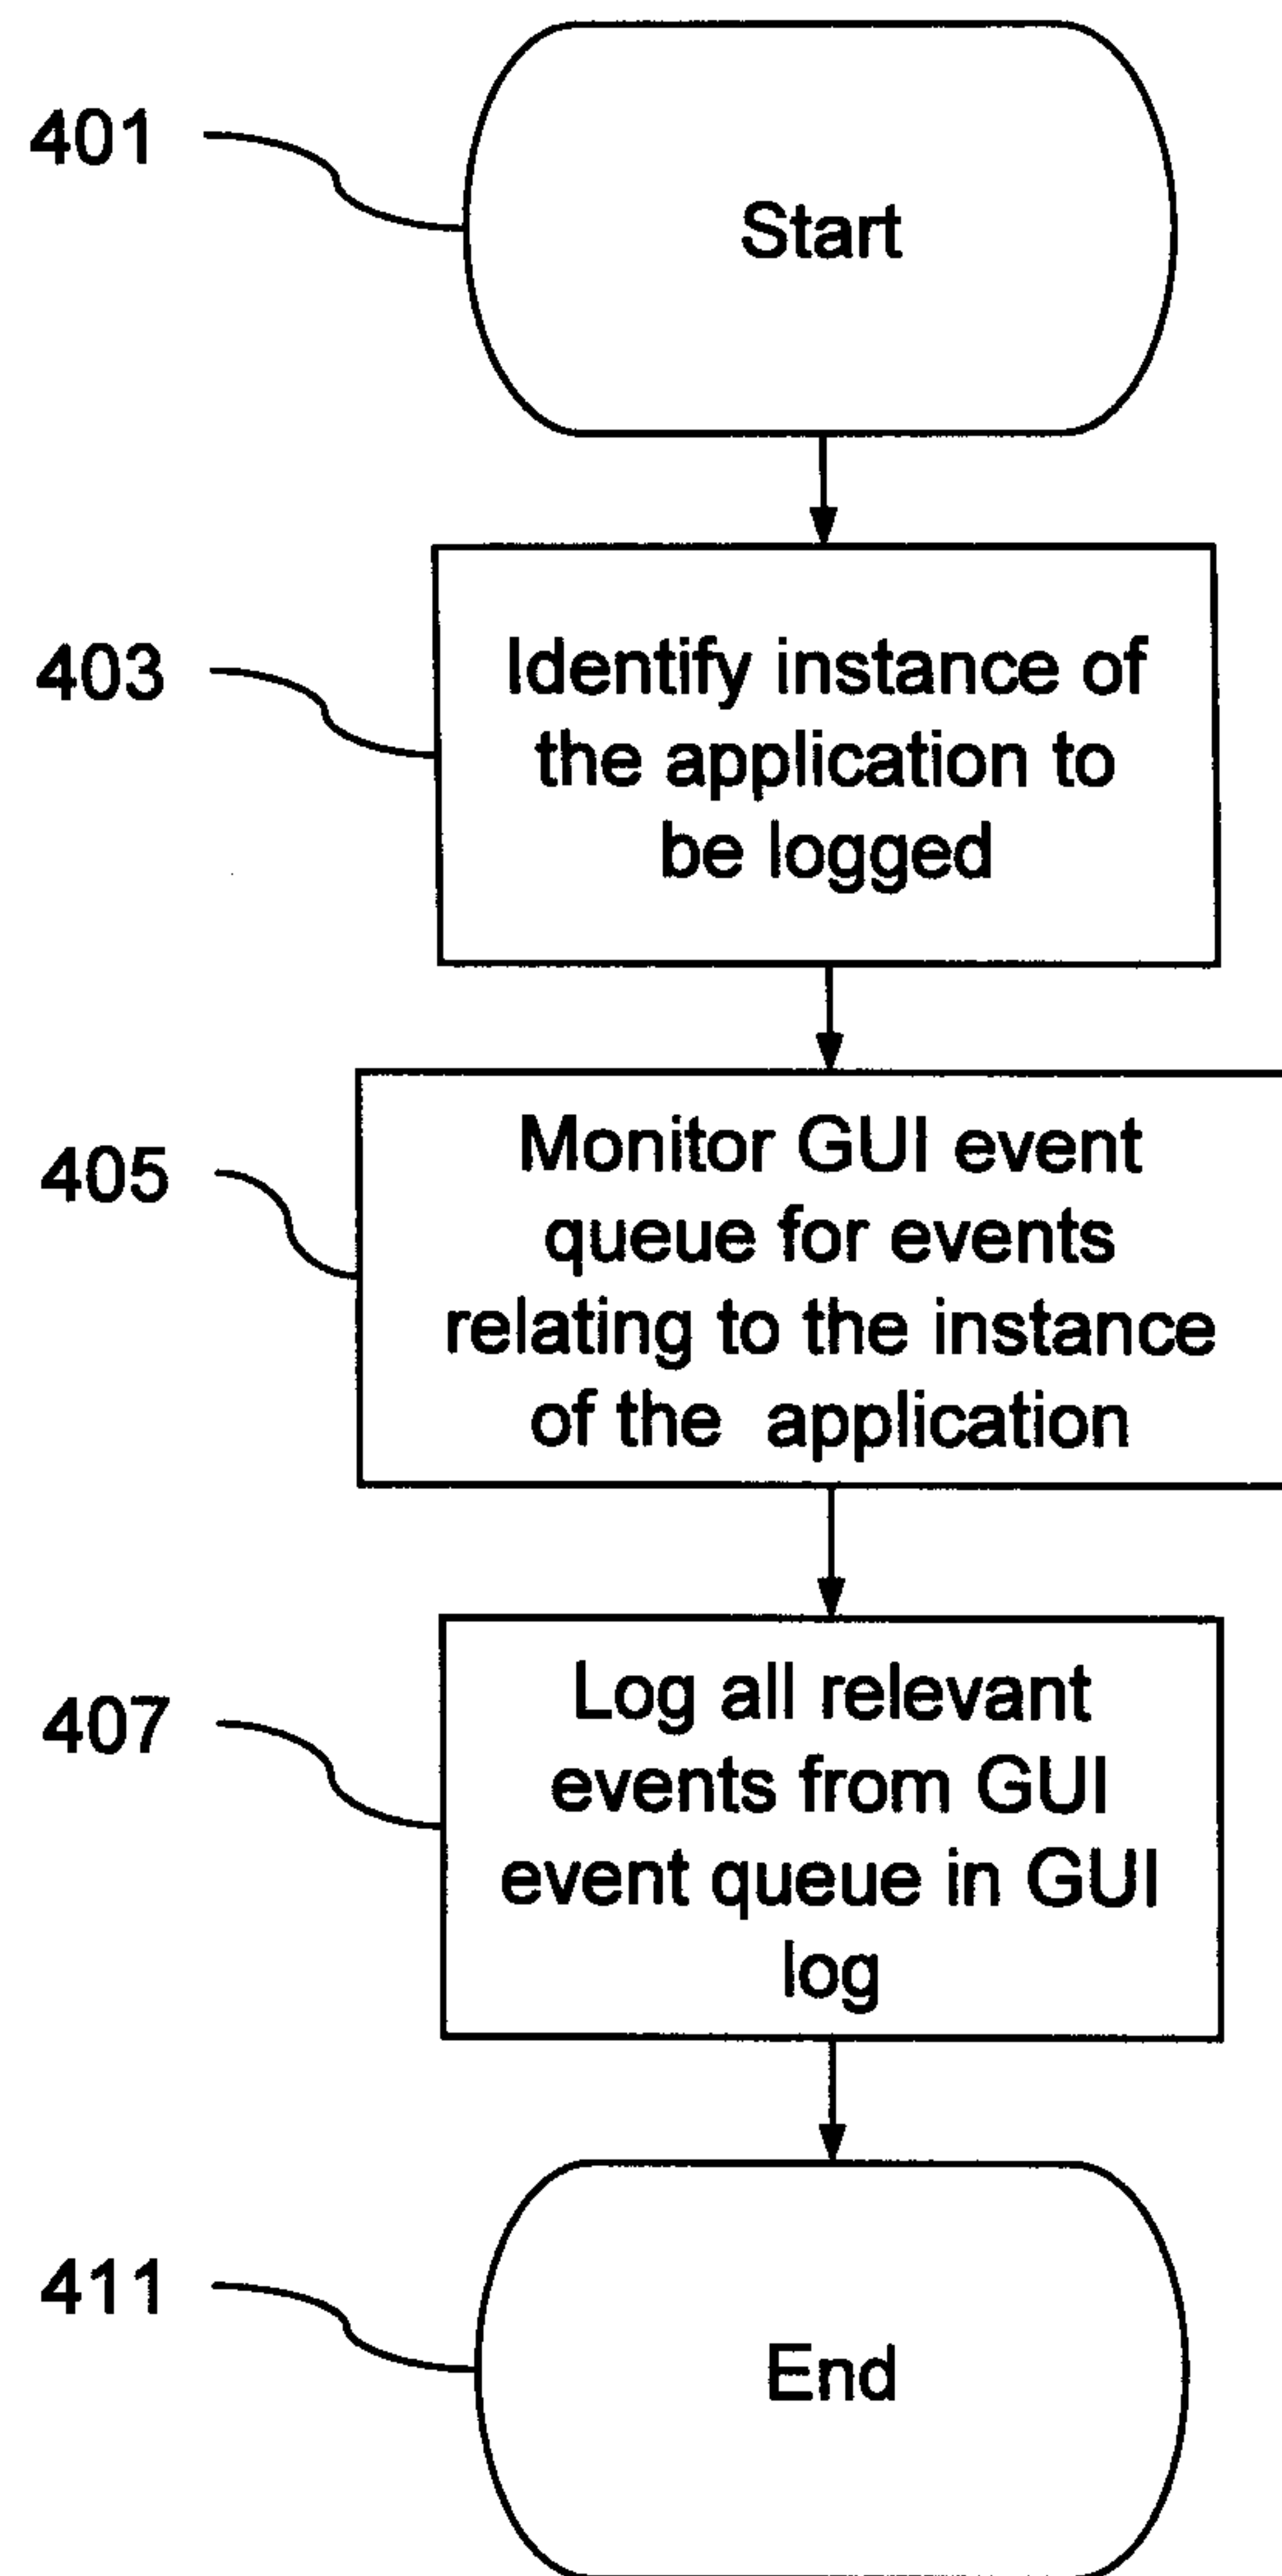 401
Start
403
Identify instance of
the application to
be logged
405
Monitor GUI event
queue for events
relating to the instance
of the application
407
Log all relevant
events from GUI
event queue in GUI
log
411
End